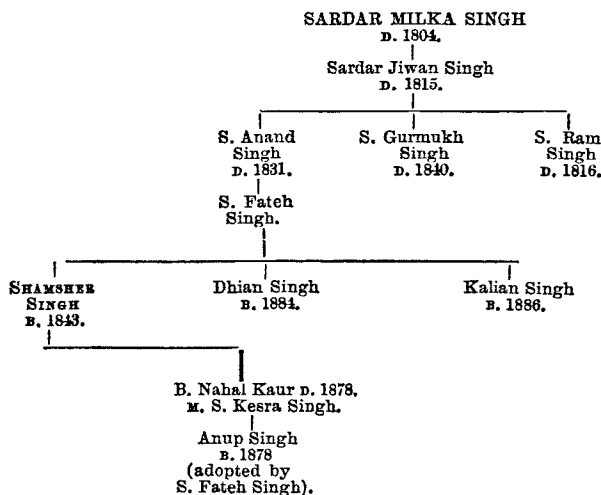 SARDAR MILKA SINGH
D. 1804.
Sardar Jiwan Singh
D. 1815.
S. Anand
Singh
D. 1831.
S. Gurmukh
Singh
D. 1840.
S. Ram
Singh
D. 1816.
S. Fateh
Singh.
SHAMSHER
SINGH
B. 1843.
Dhian Singh
B. 1884.
Kalian Singh
B. 1886.
B. Nahal Kaur D. 1878.
M. S. Kesra Singh.
Anup Singh
B. 1878
(adopted by
S. Fateh Singh).